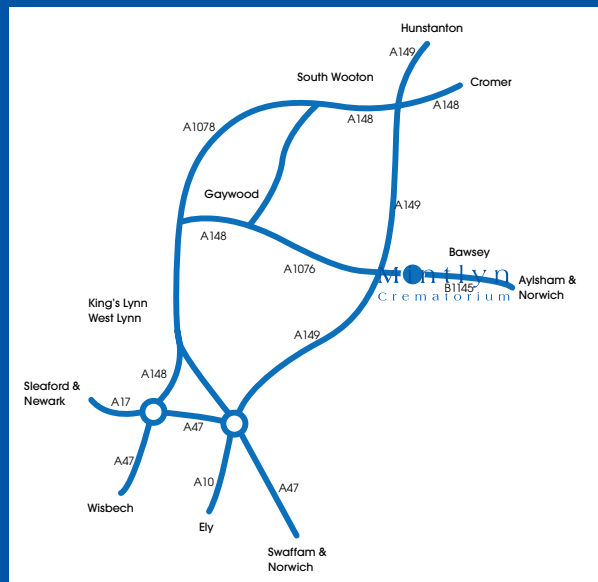 Hunstanton
A149
South Wooton
Cromer
A148
A148
A1078
Gaywood
A149
A148
Bawsey
A1076
Mintlyn
Crematorium
B1145
Aylsham &
Norwich
King's Lynn
West Lynn
A149
A148
Sleaford &
Newark
A17
A47
A47
A10
A47
Wisbech
Ely
Swaffam &
Norwich